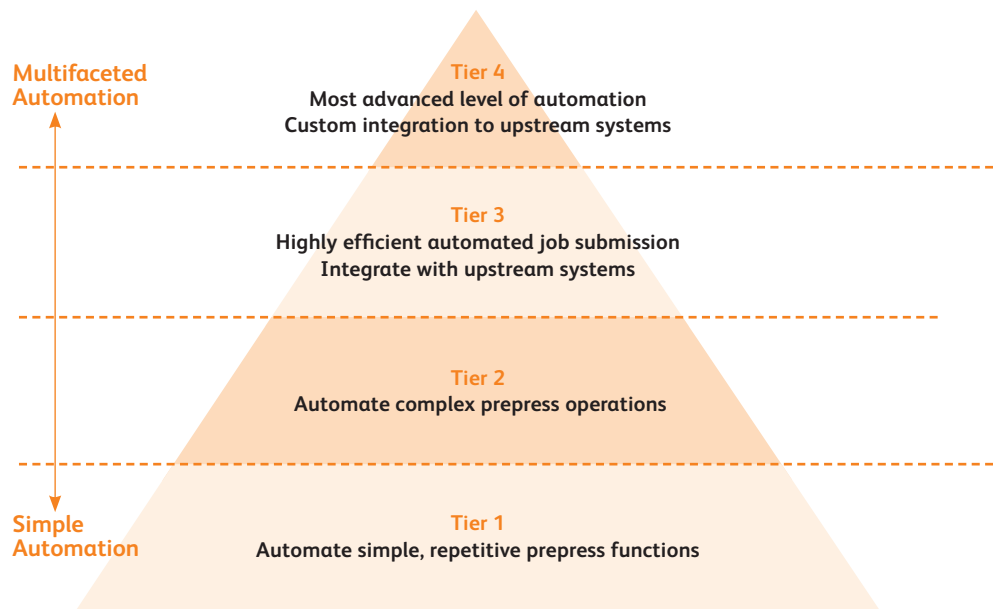 Multifaceted
Automation
Tier 4
Most advanced level of automation
Custom integration to upstream systems
Tier 3
Highly efficient automated job submission
Integrate with upstream systems
Tier 2
Automate complex prepress operations
Simple
Automation
Tier 1
Automate simple, repetitive prepress functions